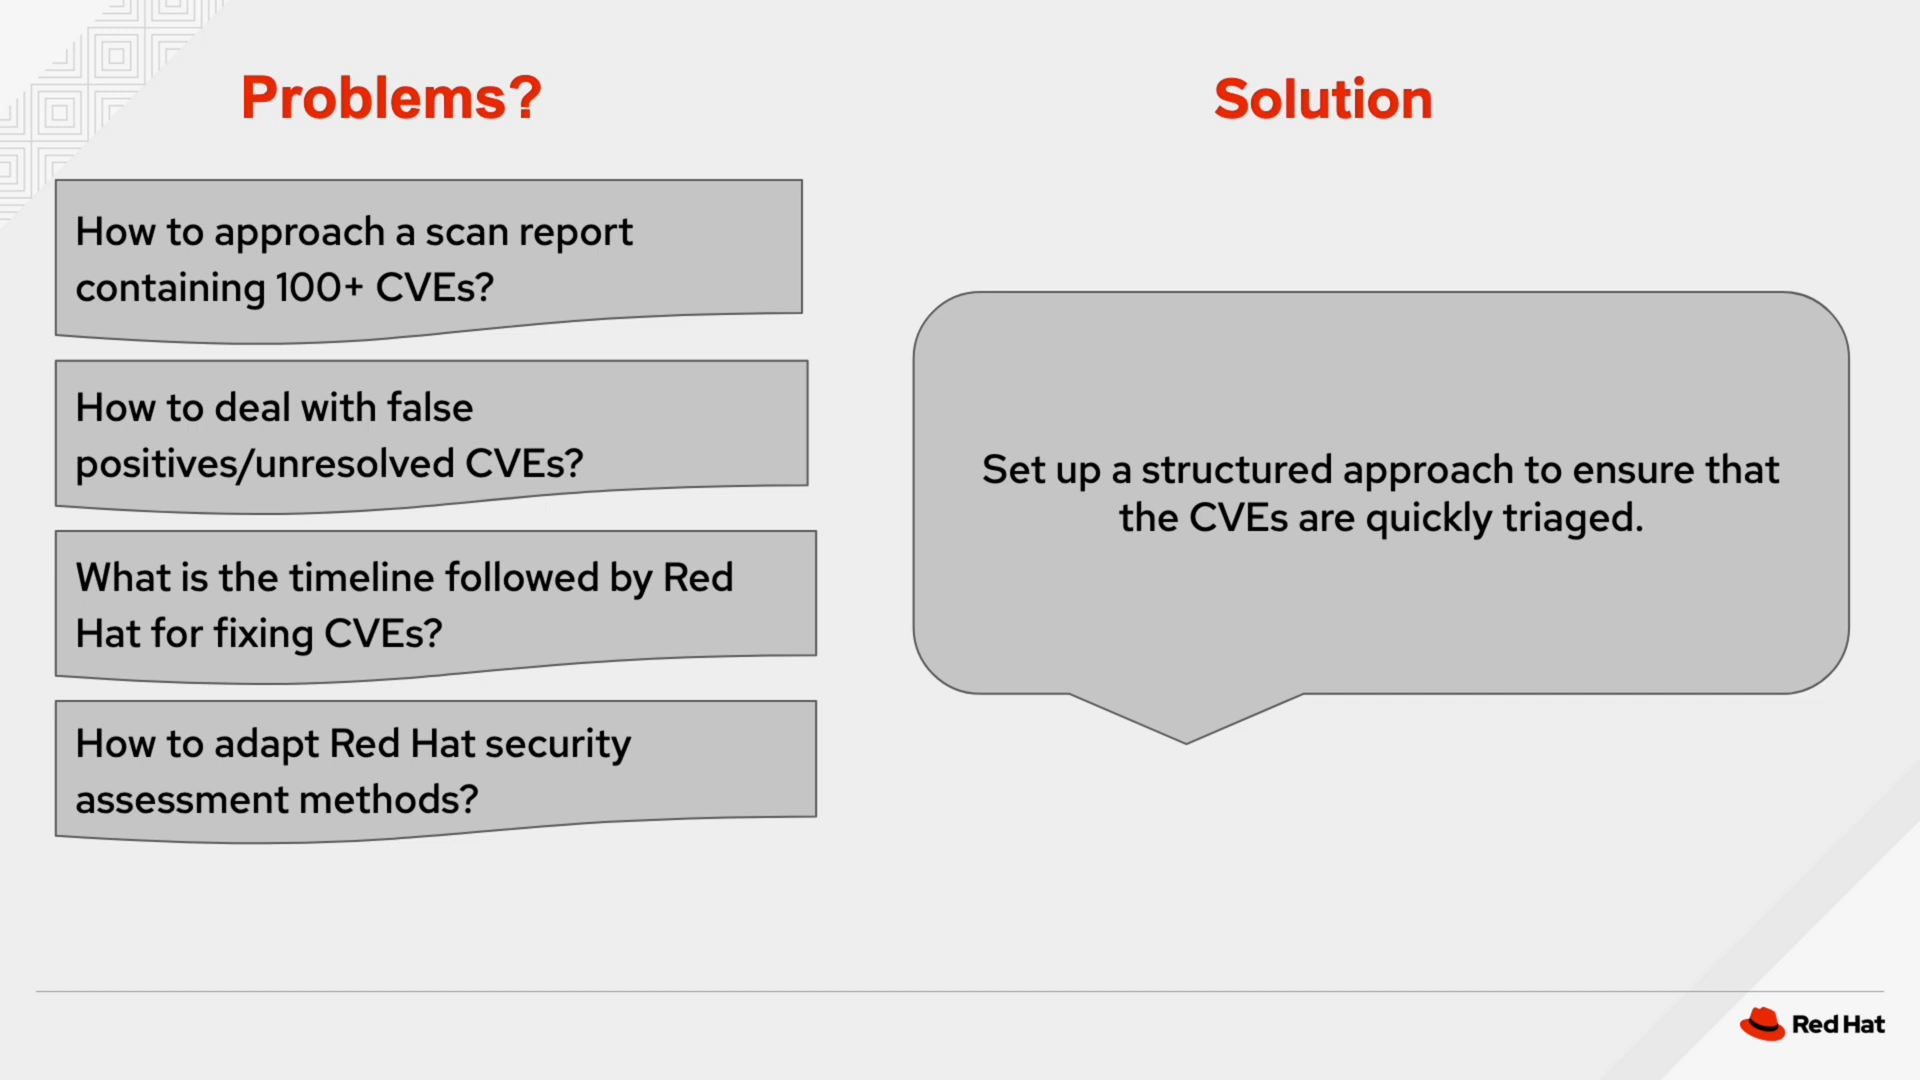 Problems?
How to approach a scan report
containing 100+ CVEs?
How to deal with false
positives/unresolved CVEs?
What is the timeline followed by Red
Hat for fixing CVEs?
How to adapt Red Hat security
assessment methods?
Solution
Set up a structured approach to ensure that
the CVEs are quickly triaged.
Red Hat